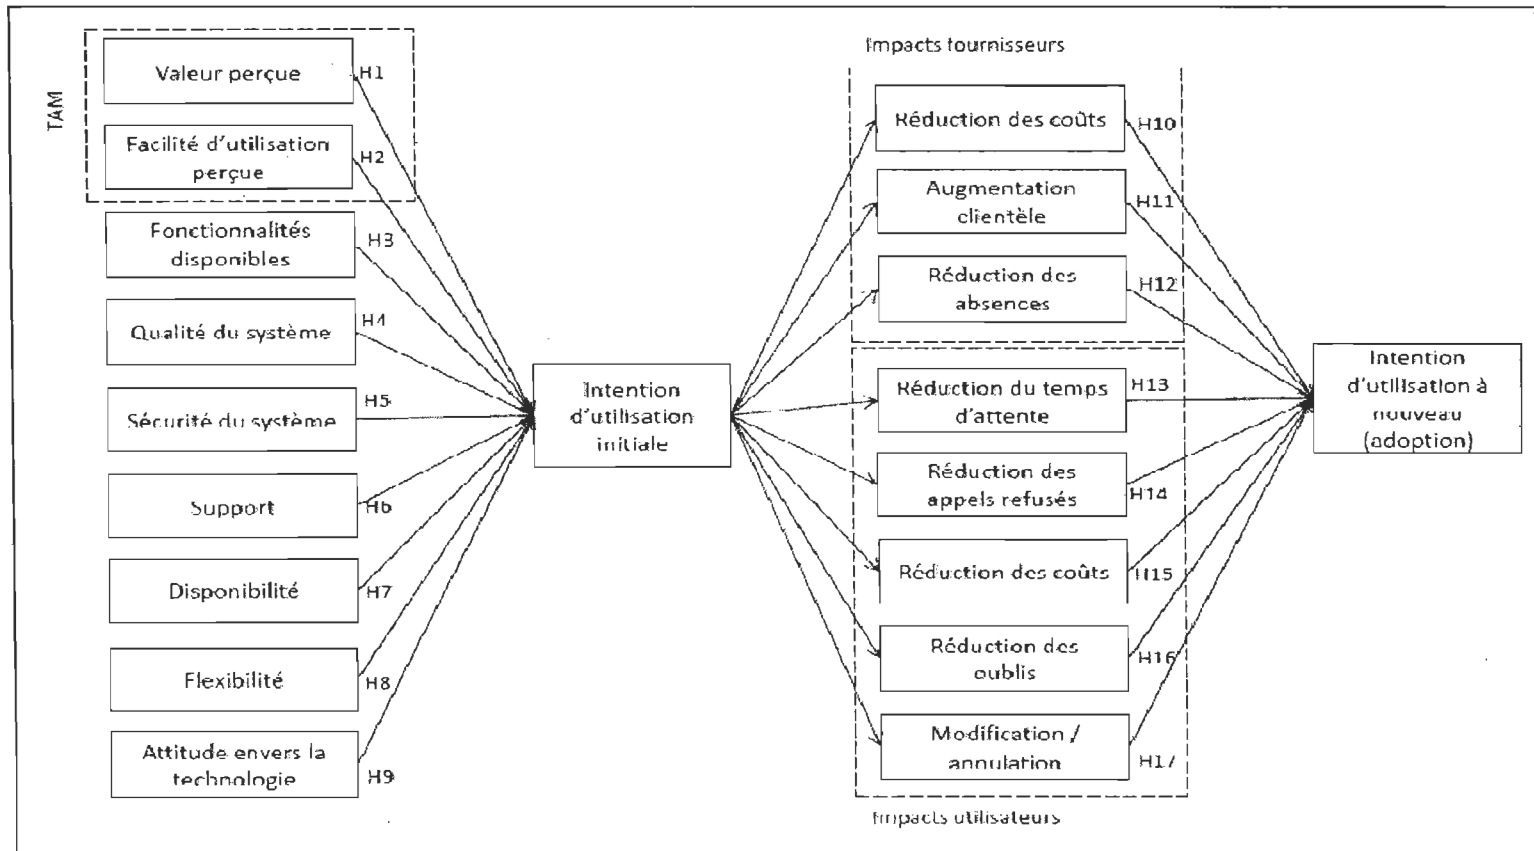 TAM
Valeur perçue
H1
Facilité d'utilisation
perçue
H2
Fonctionnalités
disponibles
H3
Qualité du système
H4
Sécurité du système
H5
Support
H6
Disponibilité
H7
Flexibilité
H8
Attitude envers la
technologie
H9
Intention
d'utilisation
initiale
Impacts fournisseurs
Réduction des coûts
H10
Augmentation
clientèle
H11
Réduction des
absences
H12
Réduction du temps
d'attente
H13
Réduction des
appels refusés
H14
Réduction des coûts
H15
Réduction des
oublis
H16
Modification /
annulation
H17
Impacts utilisateurs
Intention
d'utilisation à
nouveau
(adoption)